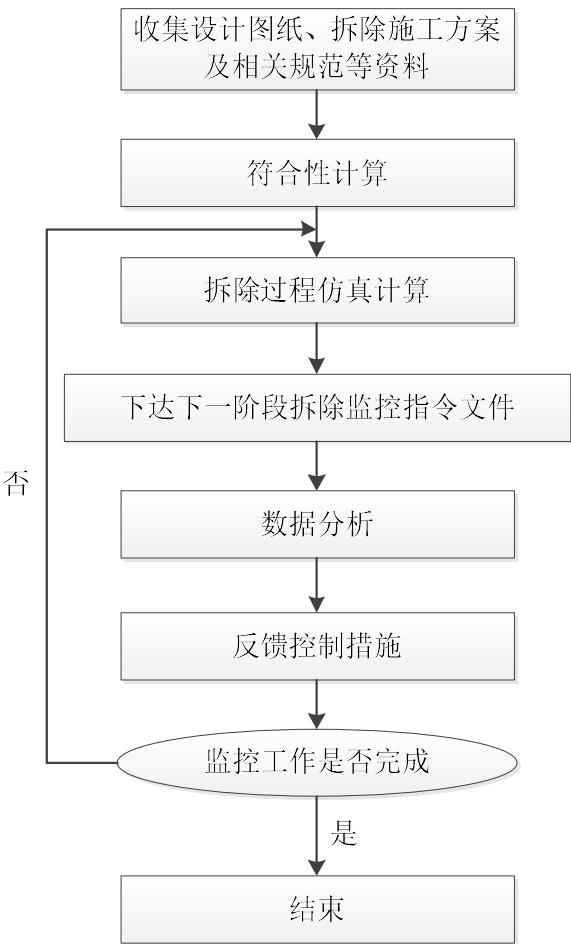 收集设计图纸、拆除施工方案
及相关规范等资料
符合性计算
拆除过程仿真计算
下达下一阶段拆除监控指令文件
否
数据分析
反馈控制措施
监控工作是否完成
是
结束